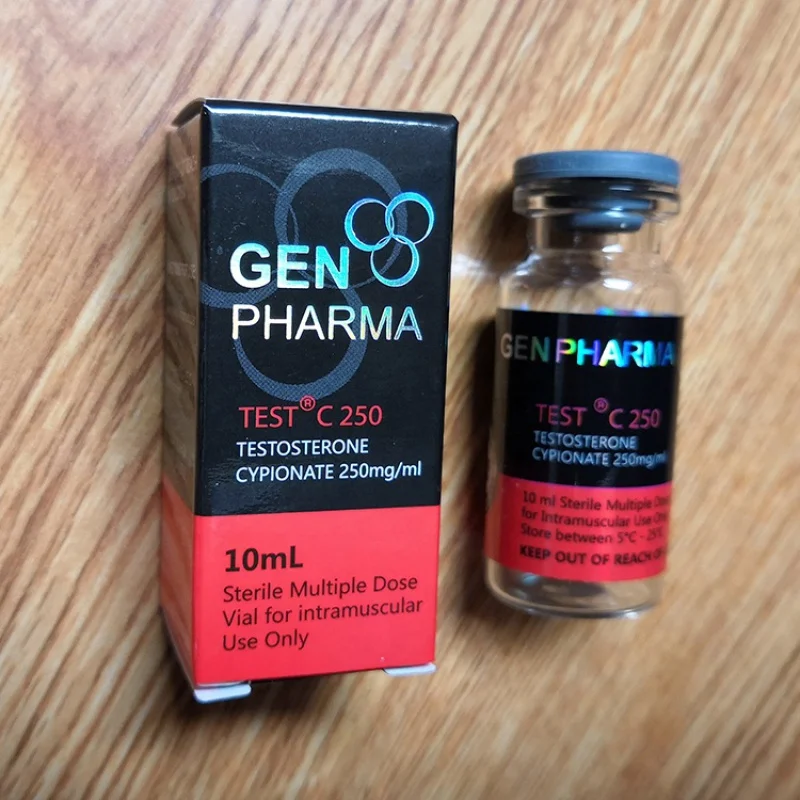 GEN
PHARMA
TEST® C 250
TESTOSTERONE
CYPIONATE 250mg/ml
10mL
Sterile Multiple Dose
Vial for intramuscular
Use Only
GEN PHARMA
TEST ® C 250
TESTOSTERONE
CYPIONATE 250mg/ml
10 ml Sterile Multiple Dose
for Intramuscular Use Only
Store between 5°C - 25°C
KEEP OUT OF REACH OF